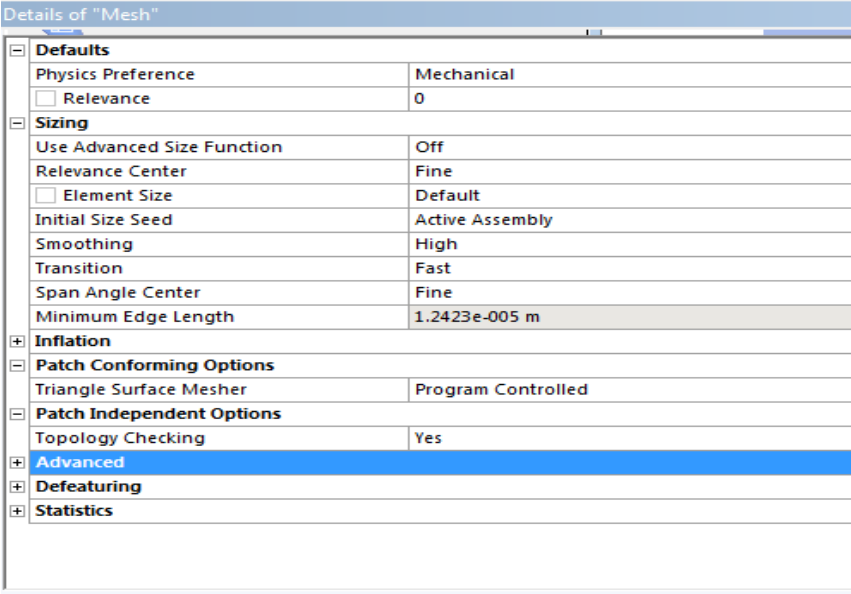 Details of "Mesh"
Defaults
Physics Preference Mechanical
Relevance 0
Sizing
Use Advanced Size Function Off
Relevance Center Fine
Element Size Default
Initial Size Seed Active Assembly
Smoothing High
Transition Fast
Span Angle Center Fine
Minimum Edge Length 1.2423e-005 m
Inflation
Patch Conforming Options
Triangle Surface Mesher Program Controlled
Patch Independent Options
Topology Checking Yes
Advanced
Defeaturing
Statistics